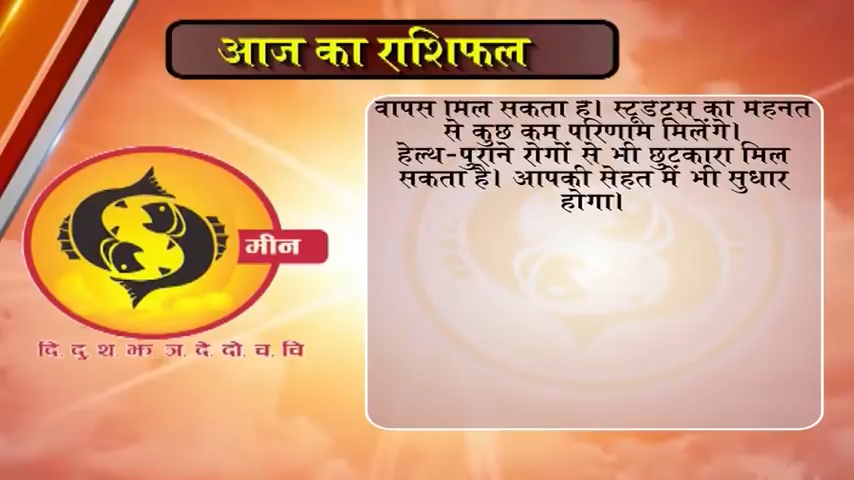 आज का राशिफल
वापस मिल सकता है। स्टूडेंट्स को मेहनत
से कुछ कम परिणाम मिलेंगे।
हेल्थ-पुराने रोगों से भी छुटकारा मिल
सकता है। आपकी सेहत में भी सुधार
होगा।
मीन
दि. दु. श. झ. ञ. दे. दो. च. चि